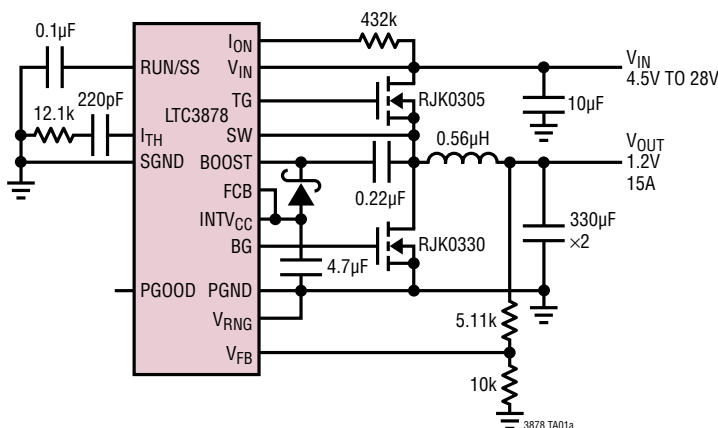 0.1µF
RUN/SS
220pF
12.1k
I_TH
SGND
PGOOD
LTC3878
I_ON
V_IN
TG
SW
BOOST
FCB
INTV_CC
BG
PGND
V_RNG
V_FB
432k
RJK0305
0.56µH
0.22µF
RJK0330
4.7µF
V_IN
4.5V TO 28V
10µF
V_OUT
1.2V
15A
330µF
×2
5.11k
10k
3878 TA01a